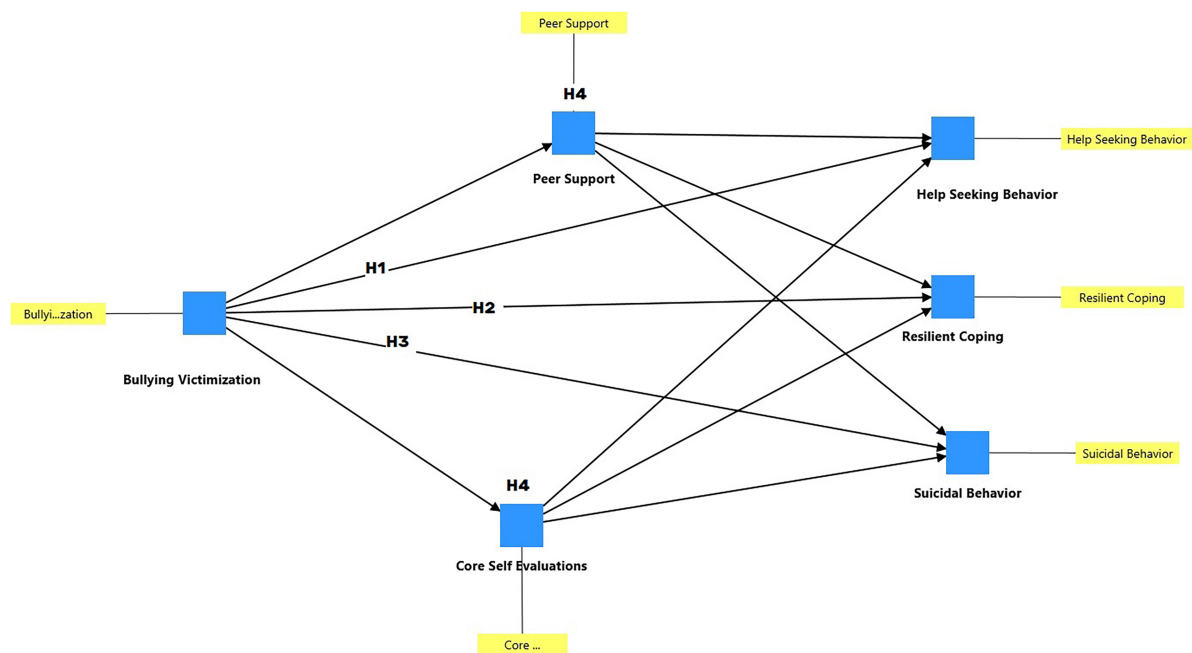 Peer Support
H4
Peer Support
Help Seeking Behavior
Help Seeking Behavior
H1
H2
Bullyi...zation
H3
Bullying Victimization
Resilient Coping
Resilient Coping
Suicidal Behavior
Suicidal Behavior
H4
Core Self Evaluations
Core ...